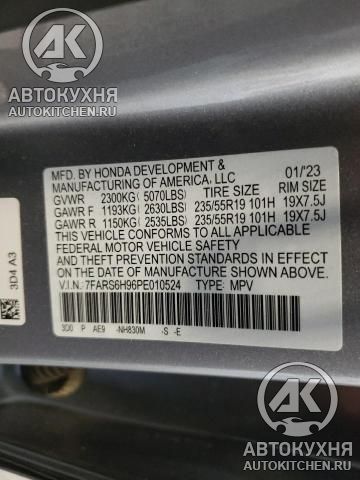 АК
АВТОКУХНЯ
AUTOKITCHEN.RU
MFD. BY HONDA DEVELOPMENT & 01/'23
MANUFACTURING OF AMERICA, LLC
GVWR 2300KG( 5070LBS) TIRE SIZE RIM SIZE
GAWR F 1193KG ( 2630LBS) 235/55R19 101H 19X7.5J
GAWR R 1150KG ( 2535LBS) 235/55R19 101H 19X7.5J
THIS VEHICLE CONFORMS TO ALL APPLICABLE
FEDERAL MOTOR VEHICLE SAFETY
AND THEFT PREVENTION STANDARDS IN EFFECT
ON THE DATE OF MANUFACTURE SHOWN ABOVE.
V.I.N.: 7FARS6H96PE010524 TYPE: MPV
3D0 P AE9 -NH830M -S -E
3D4 A3
АК
АВТОКУХНЯ
AUTOKITCHEN.RU